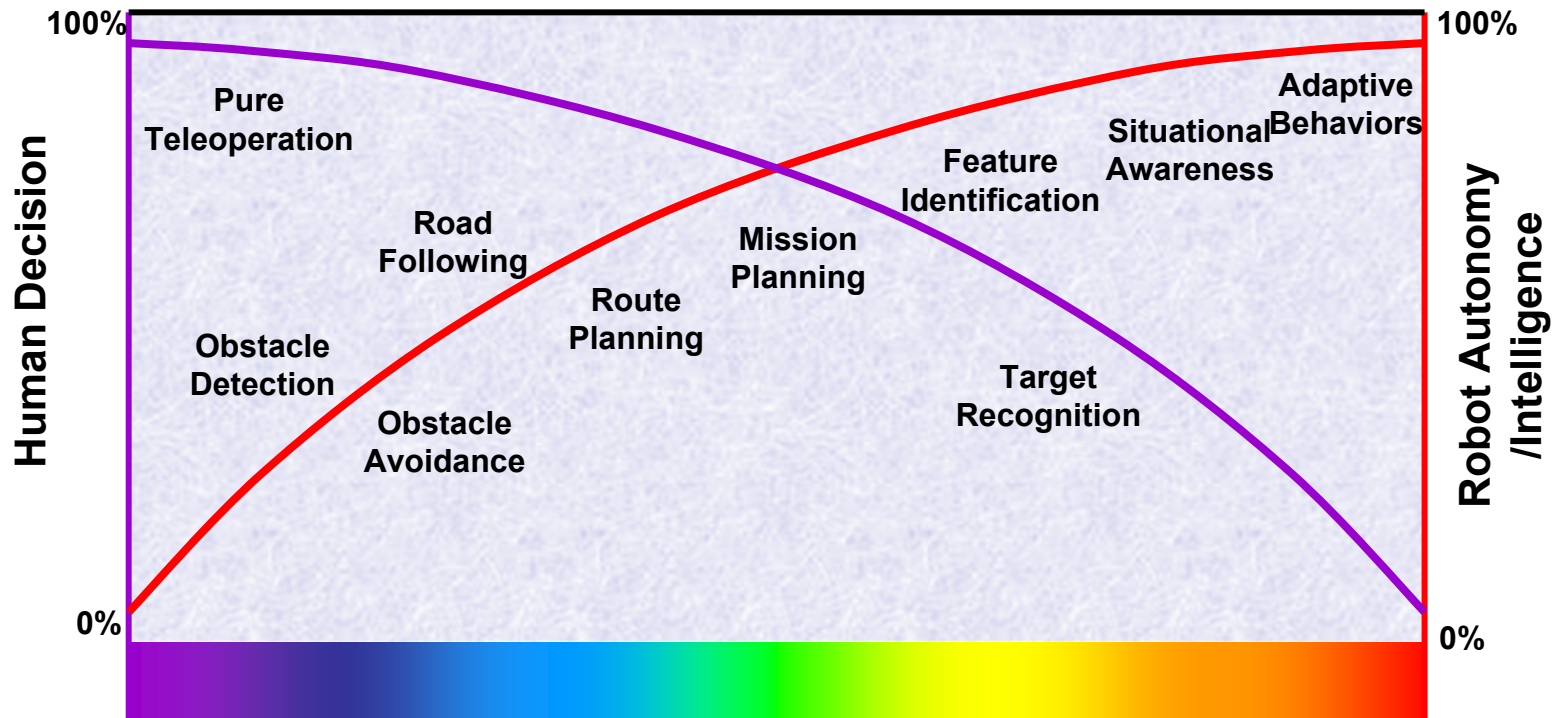 100%
100%
Human Decision
Pure
Teleoperation
Adaptive
Behaviors
Situational
Awareness
Feature
Identification
Road
Following
Mission
Planning
Route
Planning
Obstacle
Detection
Target
Recognition
Obstacle
Avoidance
Robot Autonomy
/Intelligence
0%
0%